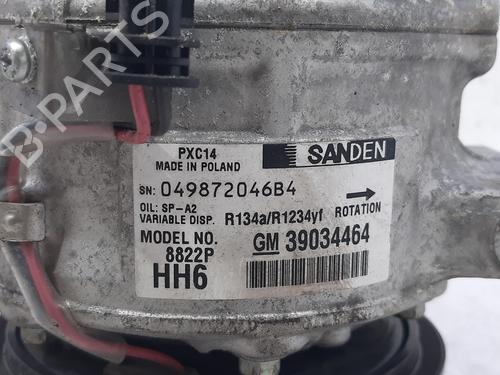 PXC14
MADE IN POLAND
SANDEN
SN: 049872046B4
OIL: SP-A2
VARIABLE DISP. R134a/R1234yf ROTATION
MODEL NO. GM 39034464
8822P
HH6
B-Parts